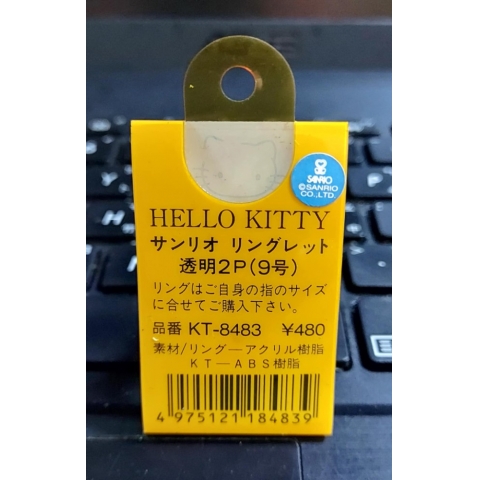 SANRIO
©SANRIO
CO.,LTD.
HELLO KITTY
サンリオ リングレット
透明2P(9号)
リングはご自身の指のサイズ
に合せてご購入下さい。
品番 KT-8483 ¥480
素材/リング―アクリル樹脂
KT―ABS樹脂
4 975121 184839